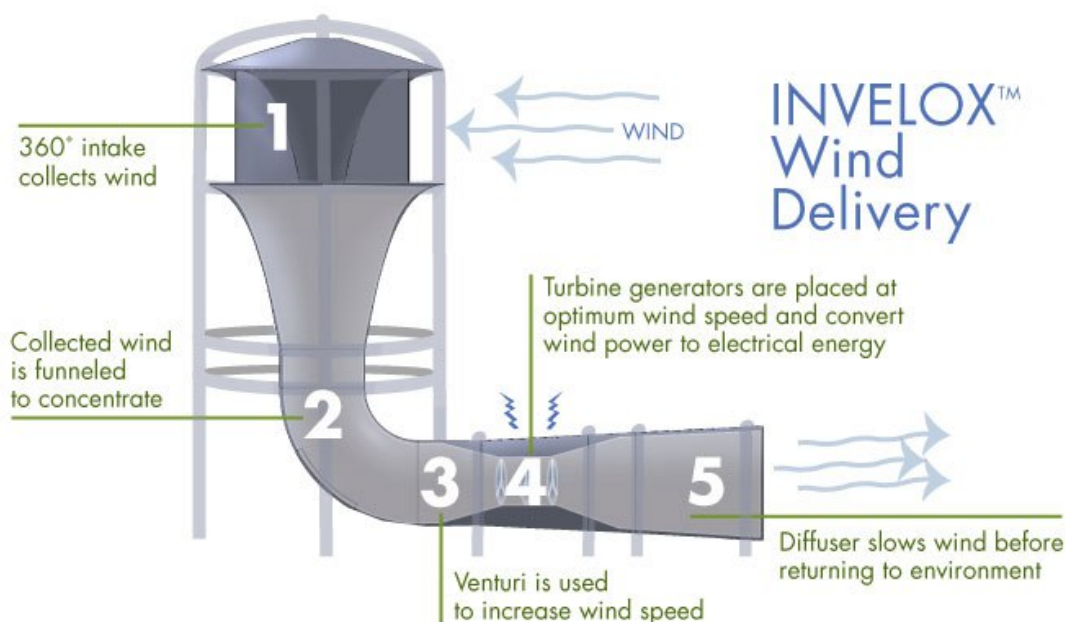 INVELOX™
Wind
Delivery
WIND
1
360° intake
collects wind
Turbine generators are placed at
optimum wind speed and convert
wind power to electrical energy
Collected wind
is funneled
to concentrate
2
3
4
5
Diffuser slows wind before
returning to environment
Venturi is used
to increase wind speed